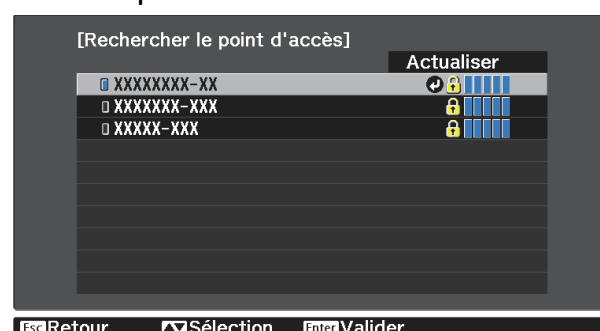 [Rechercher le point d'accès]
Actualiser
XXXXXXXX-XX
XXXXXXX-XXX
XXXXX-XXX
Esc Retour Sélection Enter Valider